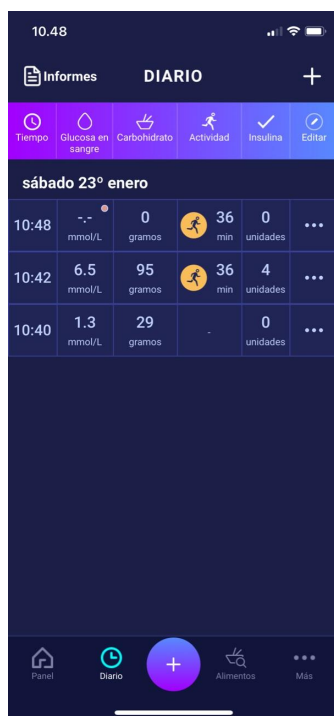 10.48
Informes
DIARIO
+
Tiempo
Glucosa en
sangre
Carbohidrato
Actividad
Insulina
Editar
sábado 23º enero
10:48
-.-
mmol/L
0
gramos
36
min
0
unidades
10:42
6.5
mmol/L
95
gramos
36
min
4
unidades
10:40
1.3
mmol/L
29
gramos
-
0
unidades
Panel
Diario
+
Alimentos
Más